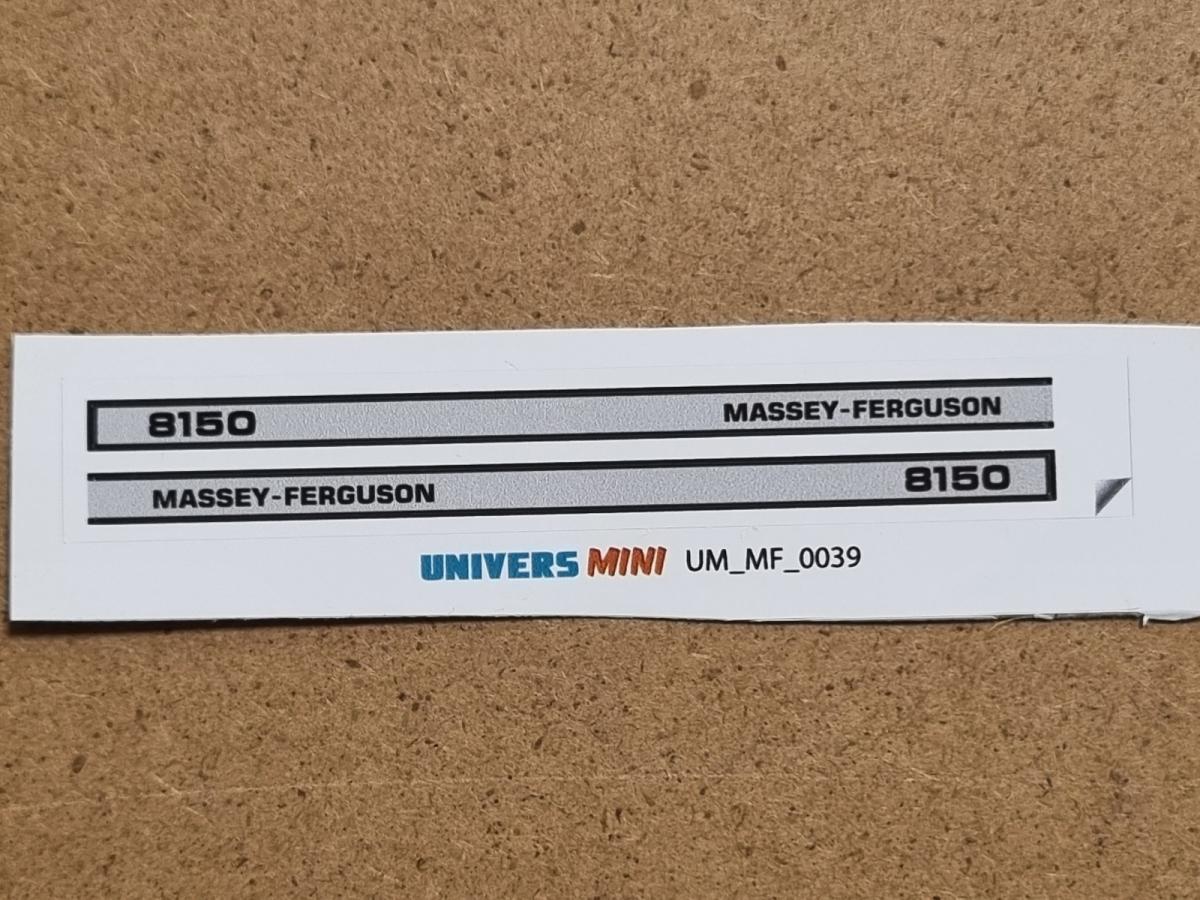 8150 MASSEY-FERGUSON
MASSEY-FERGUSON 8150
UNIVERS MINI UM_MF_0039